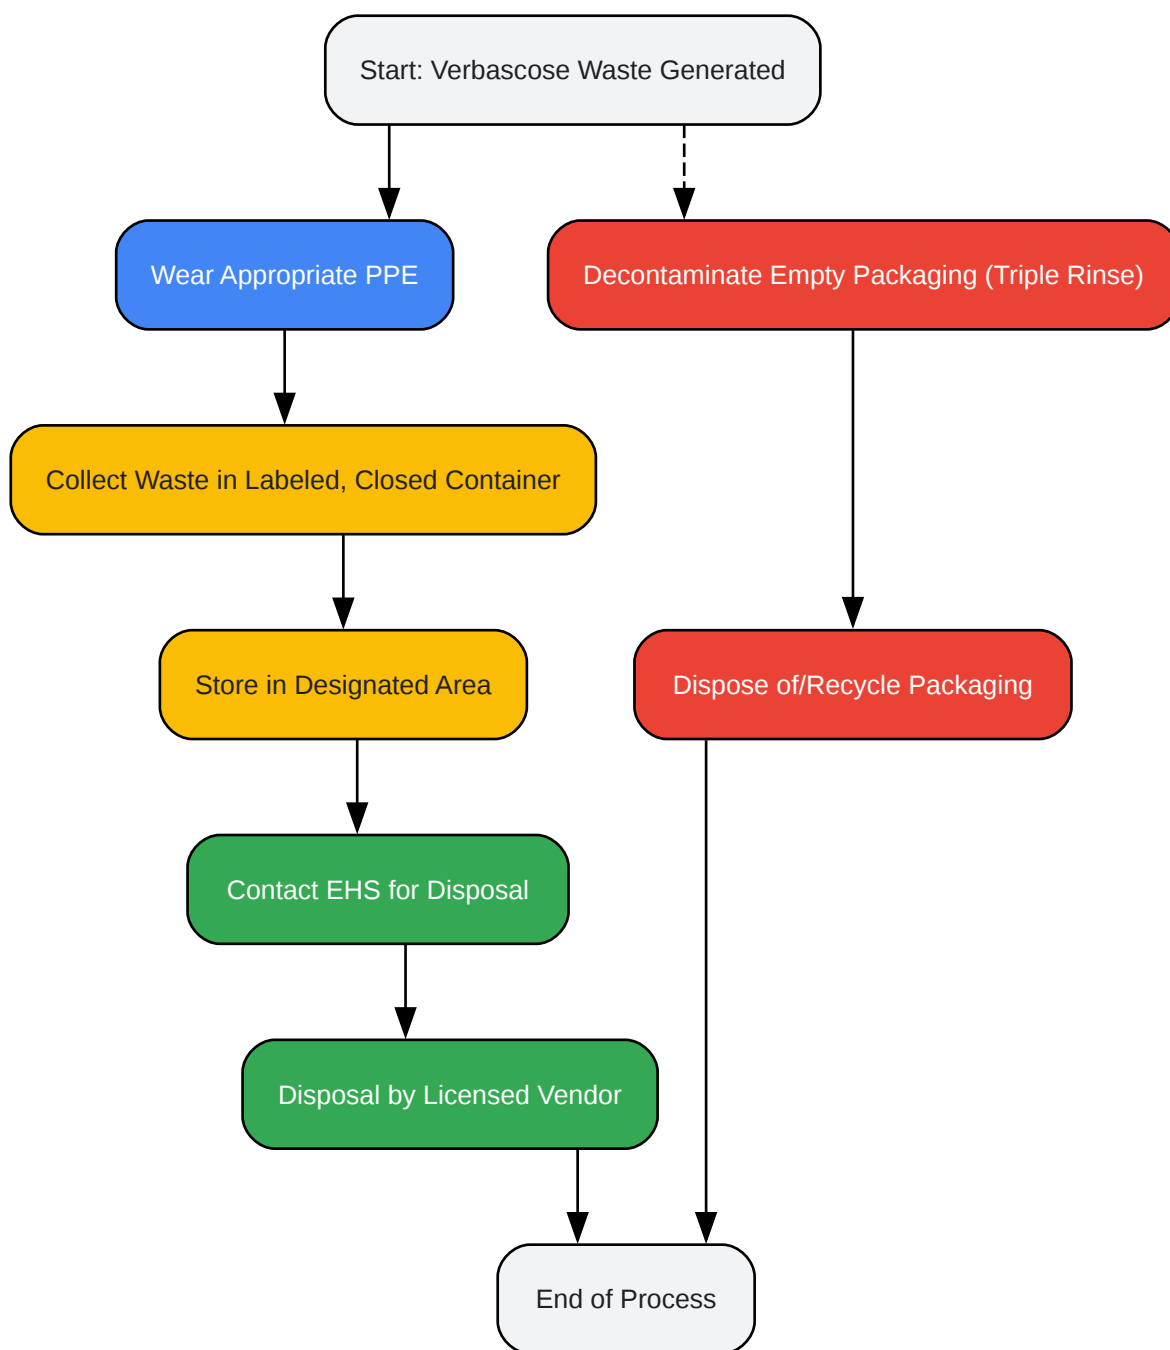 Start: Verbascose Waste Generated
Wear Appropriate PPE
Decontaminate Empty Packaging (Triple Rinse)
Collect Waste in Labeled, Closed Container
Store in Designated Area
Dispose of/Recycle Packaging
Contact EHS for Disposal
Disposal by Licensed Vendor
End of Process